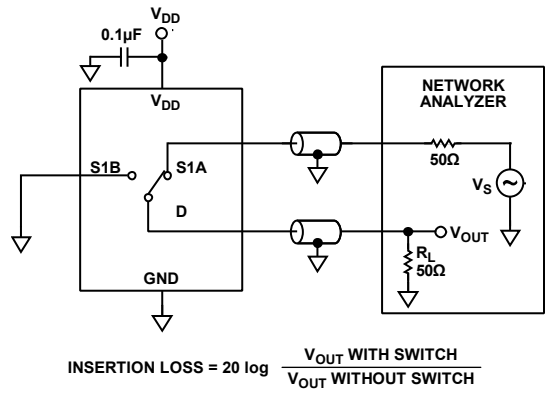 V_DD
0.1µF
V_DD
NETWORK
ANALYZER
S1B
S1A
50Ω
V_S
D
V_OUT
R_L
50Ω
GND
INSERTION LOSS = 20 log V_OUT WITH SWITCH
V_OUT WITHOUT SWITCH